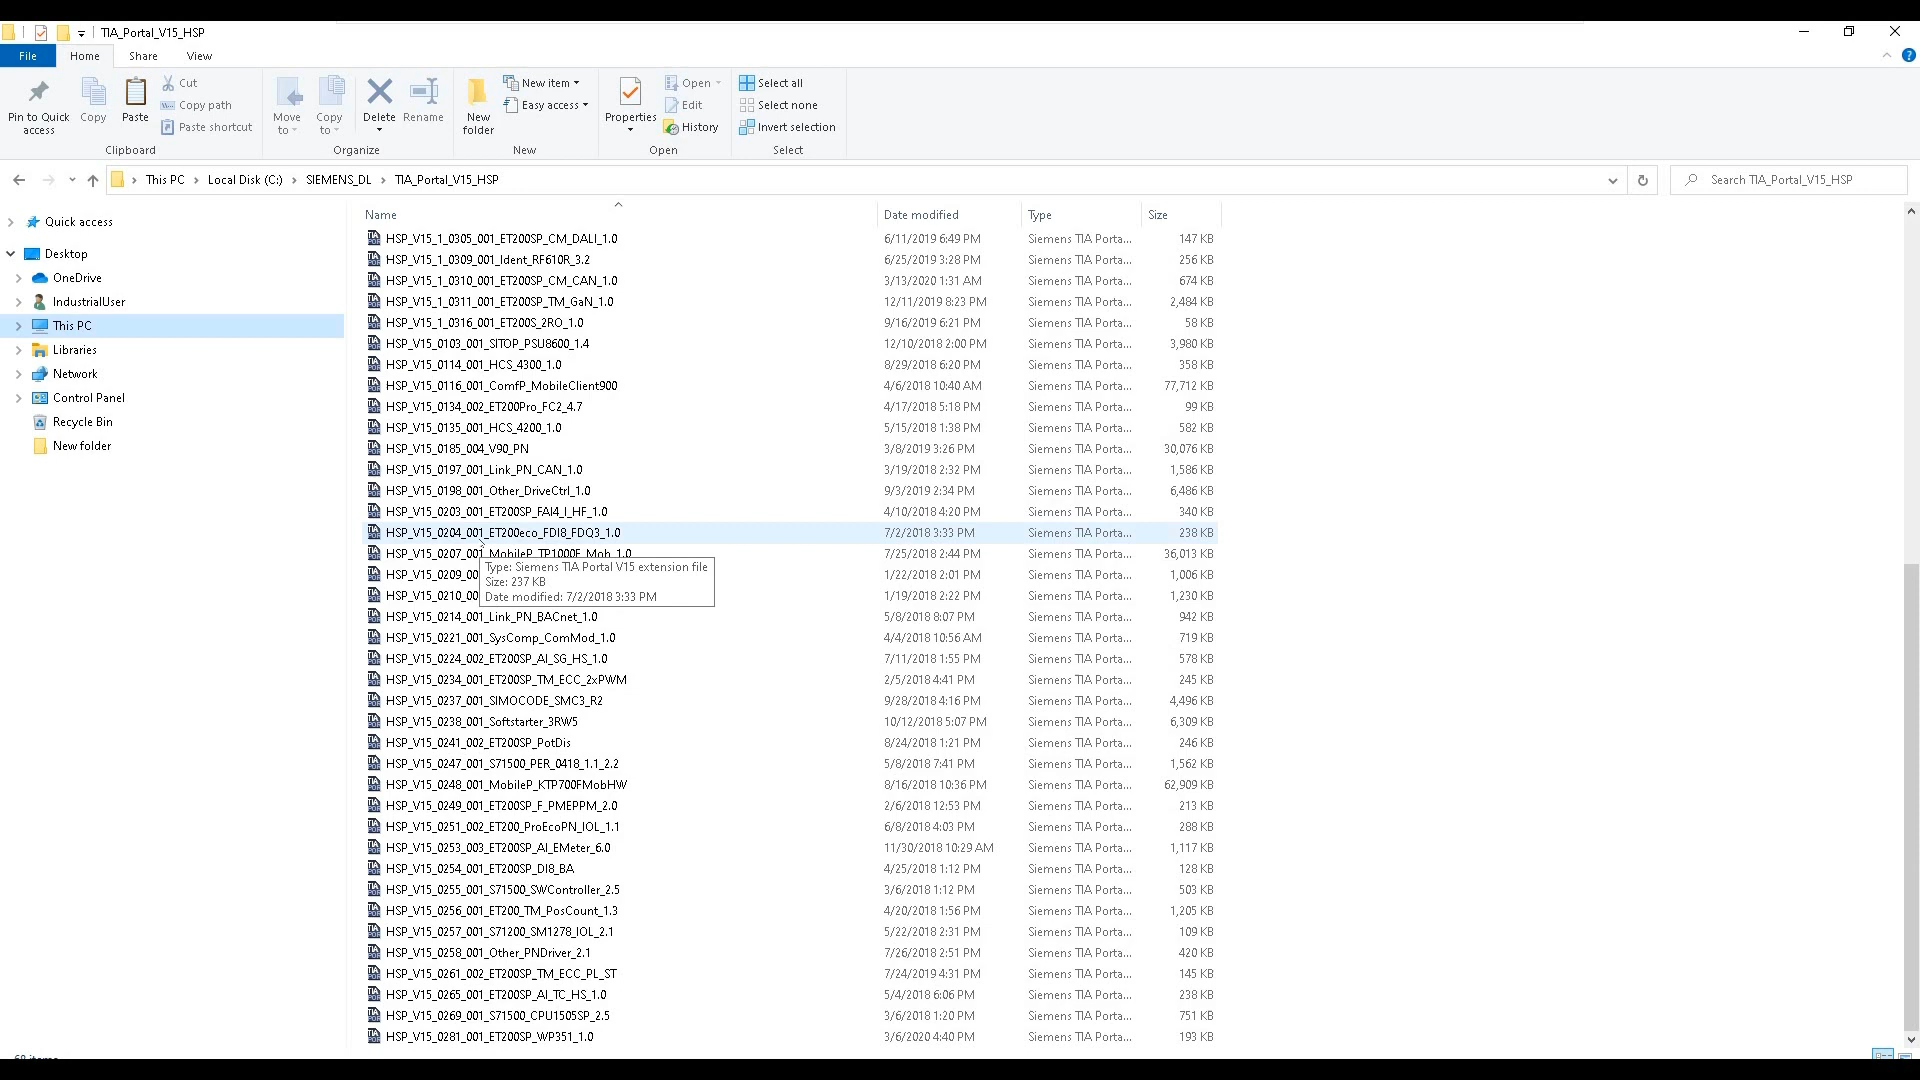 TIA_Portal_V15_HSP
File Home Share View
Pin to Quick access
Copy
Paste
Cut
Copy path
Paste shortcut
Clipboard
Move to
Copy to
Delete
Rename
Organize
New folder
New item
Easy access
New
Properties
Open
Edit
History
Open
Select all
Select none
Invert selection
Select
This PC > Local Disk (C:) > SIEMENS_DL > TIA_Portal_V15_HSP
Search TIA_Portal_V15_HSP
Quick access
Desktop
OneDrive
IndustrialUser
This PC
Libraries
Network
Control Panel
Recycle Bin
New folder
Name Date modified Type Size
HSP_V15_1_0305_001_ET200SP_CM_DALI_1.0 6/11/2019 6:49 PM Siemens TIA Porta... 147 KB
HSP_V15_1_0309_001_Ident_RF610R_3.2 6/25/2019 3:28 PM Siemens TIA Porta... 256 KB
HSP_V15_1_0310_001_ET200SP_CM_CAN_1.0 3/13/2020 1:31 AM Siemens TIA Porta... 674 KB
HSP_V15_1_0311_001_ET200SP_TM_GaN_1.0 12/11/2019 8:23 PM Siemens TIA Porta... 2,484 KB
HSP_V15_1_0316_001_ET200S_2RO_1.0 9/16/2019 6:21 PM Siemens TIA Porta... 58 KB
HSP_V15_0103_001_SITOP_PSU8600_1.4 12/10/2018 2:00 PM Siemens TIA Porta... 3,980 KB
HSP_V15_0114_001_HCS_4300_1.0 8/29/2018 6:20 PM Siemens TIA Porta... 358 KB
HSP_V15_0116_001_ComfP_MobileClient900 4/6/2018 10:40 AM Siemens TIA Porta... 77,712 KB
HSP_V15_0134_002_ET200Pro_FC2_4.7 4/17/2018 5:18 PM Siemens TIA Porta... 99 KB
HSP_V15_0135_001_HCS_4200_1.0 5/15/2018 1:38 PM Siemens TIA Porta... 582 KB
HSP_V15_0185_004_V90_PN 3/8/2019 3:26 PM Siemens TIA Porta... 30,076 KB
HSP_V15_0197_001_Link_PN_CAN_1.0 3/19/2018 2:32 PM Siemens TIA Porta... 1,586 KB
HSP_V15_0198_001_Other_DriveCtrl_1.0 9/3/2019 2:34 PM Siemens TIA Porta... 6,486 KB
HSP_V15_0203_001_ET200SP_FAI4_I_HF_1.0 4/10/2018 4:20 PM Siemens TIA Porta... 340 KB
HSP_V15_0204_001_ET200eco_FDI8_FDQ3_1.0 7/2/2018 3:33 PM Siemens TIA Porta... 238 KB
HSP_V15_0207_001_MobileP_TP1000F_Mob_1.0 7/25/2018 2:44 PM Siemens TIA Porta... 36,013 KB
HSP_V15_0209_00 1/22/2018 2:01 PM Siemens TIA Porta... 1,006 KB
HSP_V15_0210_00 1/19/2018 2:22 PM Siemens TIA Porta... 1,230 KB
Type: Siemens TIA Portal V15 extension file
Size: 237 KB
Date modified: 7/2/2018 3:33 PM
HSP_V15_0214_001_Link_PN_BACnet_1.0 5/8/2018 8:07 PM Siemens TIA Porta... 942 KB
HSP_V15_0221_001_SysComp_ComMod_1.0 4/4/2018 10:56 AM Siemens TIA Porta... 719 KB
HSP_V15_0224_002_ET200SP_AI_SG_HS_1.0 7/11/2018 1:55 PM Siemens TIA Porta... 578 KB
HSP_V15_0234_001_ET200SP_TM_ECC_2xPWM 2/5/2018 4:41 PM Siemens TIA Porta... 245 KB
HSP_V15_0237_001_SIMOCODE_SMC3_R2 9/28/2018 4:16 PM Siemens TIA Porta... 4,496 KB
HSP_V15_0238_001_Softstarter_3RW5 10/12/2018 5:07 PM Siemens TIA Porta... 6,309 KB
HSP_V15_0241_002_ET200SP_PotDis 8/24/2018 1:21 PM Siemens TIA Porta... 246 KB
HSP_V15_0247_001_S71500_PER_0418_1.1_2.2 5/8/2018 7:41 PM Siemens TIA Porta... 1,562 KB
HSP_V15_0248_001_MobileP_KTP700FMobHW 8/16/2018 10:36 PM Siemens TIA Porta... 62,909 KB
HSP_V15_0249_001_ET200SP_F_PMEPPM_2.0 2/6/2018 12:53 PM Siemens TIA Porta... 213 KB
HSP_V15_0251_002_ET200_ProEcoPN_IOL_1.1 6/8/2018 4:03 PM Siemens TIA Porta... 288 KB
HSP_V15_0253_003_ET200SP_AI_EMeter_6.0 11/30/2018 10:29 AM Siemens TIA Porta... 1,117 KB
HSP_V15_0254_001_ET200SP_DI8_BA 4/25/2018 1:12 PM Siemens TIA Porta... 128 KB
HSP_V15_0255_001_S71500_SWController_2.5 3/6/2018 1:12 PM Siemens TIA Porta... 503 KB
HSP_V15_0256_001_ET200_TM_PosCount_1.3 4/20/2018 1:56 PM Siemens TIA Porta... 1,205 KB
HSP_V15_0257_001_S71200_SM1278_IOL_2.1 5/22/2018 2:31 PM Siemens TIA Porta... 109 KB
HSP_V15_0258_001_Other_PNDriver_2.1 7/26/2018 2:51 PM Siemens TIA Porta... 420 KB
HSP_V15_0261_002_ET200SP_TM_ECC_PL_ST 7/24/2019 4:31 PM Siemens TIA Porta... 145 KB
HSP_V15_0265_001_ET200SP_AI_TC_HS_1.0 5/4/2018 6:06 PM Siemens TIA Porta... 238 KB
HSP_V15_0269_001_S71500_CPU1505SP_2.5 3/6/2018 1:20 PM Siemens TIA Porta... 751 KB
HSP_V15_0281_001_ET200SP_WP351_1.0 3/6/2020 4:40 PM Siemens TIA Porta... 193 KB